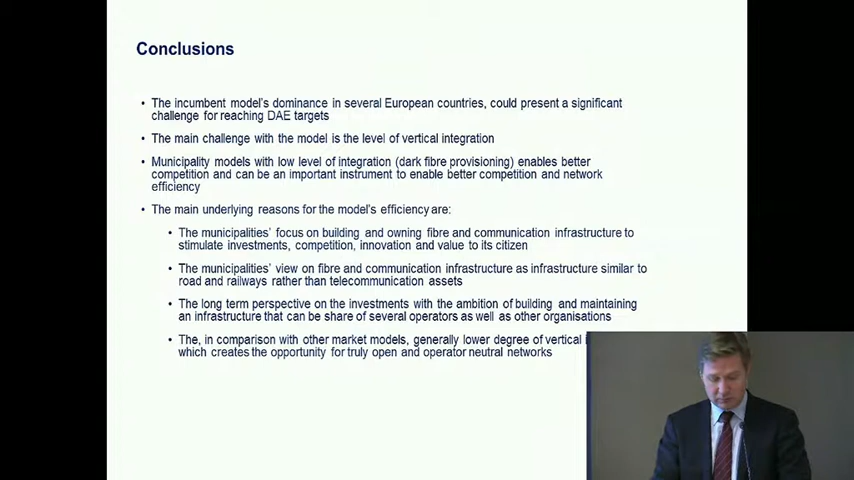 Conclusions
• The incumbent model's dominance in several European countries, could present a significant
challenge for reaching DAE targets
• The main challenge with the model is the level of vertical integration
• Municipality models with low level of integration (dark fibre provisioning) enables better
competition and can be an important instrument to enable better competition and network
efficiency
• The main underlying reasons for the model's efficiency are:
• The municipalities' focus on building and owning fibre and communication infrastructure to
stimulate investments, competition, innovation and value to its citizen
• The municipalities' view on fibre and communication infrastructure as infrastructure similar to
road and railways rather than telecommunication assets
• The long term perspective on the investments with the ambition of building and maintaining
an infrastructure that can be share of several operators as well as other organisations
• The, in comparison with other market models, generally lower degree of vertical
which creates the opportunity for truly open and operator neutral networks